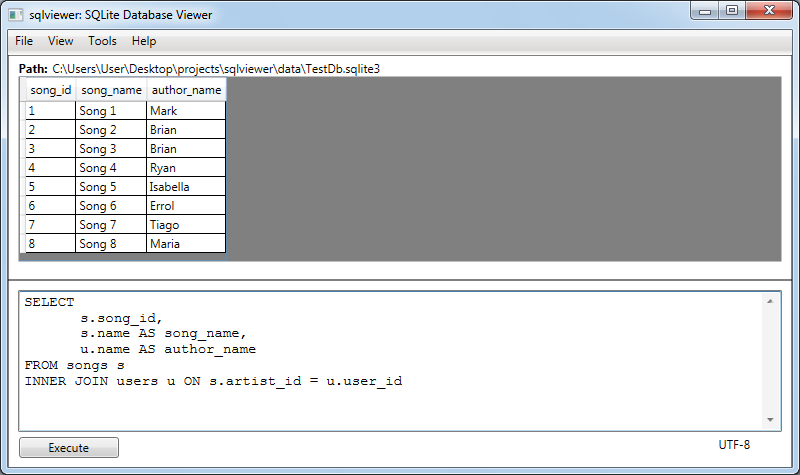 sqlviewer: SQLite Database Viewer
File View Tools Help
Path: C:\Users\User\Desktop\projects\sqlviewer\data\TestDb.sqlite3
song_id song_name author_name
1 Song 1 Mark
2 Song 2 Brian
3 Song 3 Brian
4 Song 4 Ryan
5 Song 5 Isabella
6 Song 6 Errol
7 Song 7 Tiago
8 Song 8 Maria
SELECT
s.song_id,
s.name AS song_name,
u.name AS author_name
FROM songs s
INNER JOIN users u ON s.artist_id = u.user_id
Execute UTF-8